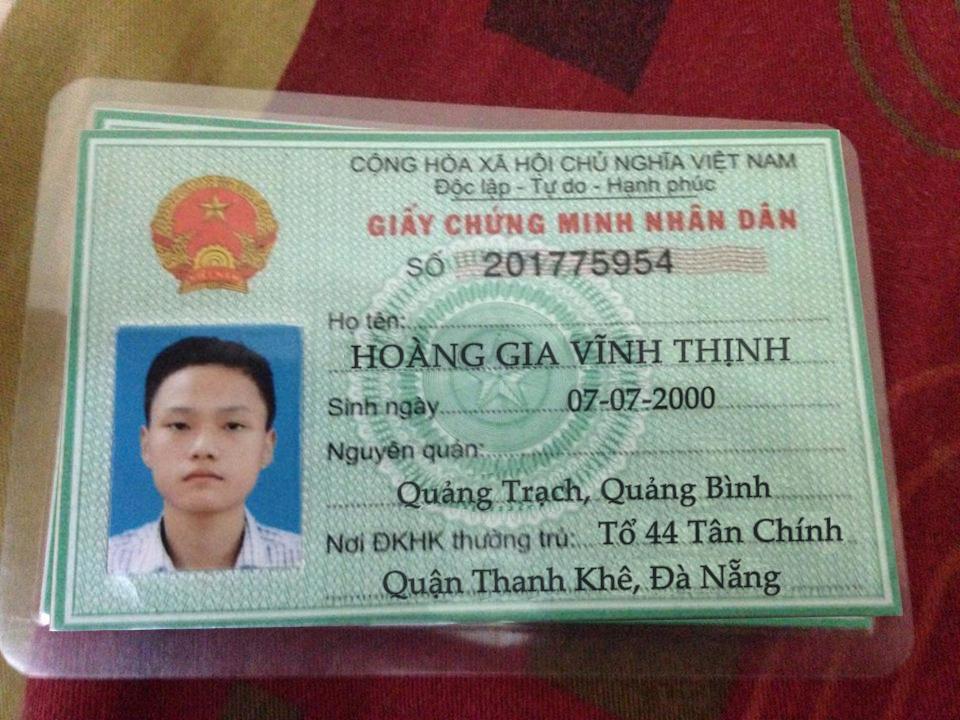 CỘNG HÒA XÃ HỘI CHỦ NGHĨA VIỆT NAM
Độc lập - Tự do - Hạnh phúc
GIẤY CHỨNG MINH NHÂN DÂN
SỐ 201775954
Họ tên:
HOÀNG GIA VĨNH THỊNH
Sinh ngày 07-07-2000
Nguyên quán:
Quảng Trạch, Quảng Bình
Nơi ĐKHK thường trú: Tổ 44 Tân Chính
Quận Thanh Khê, Đà Nẵng